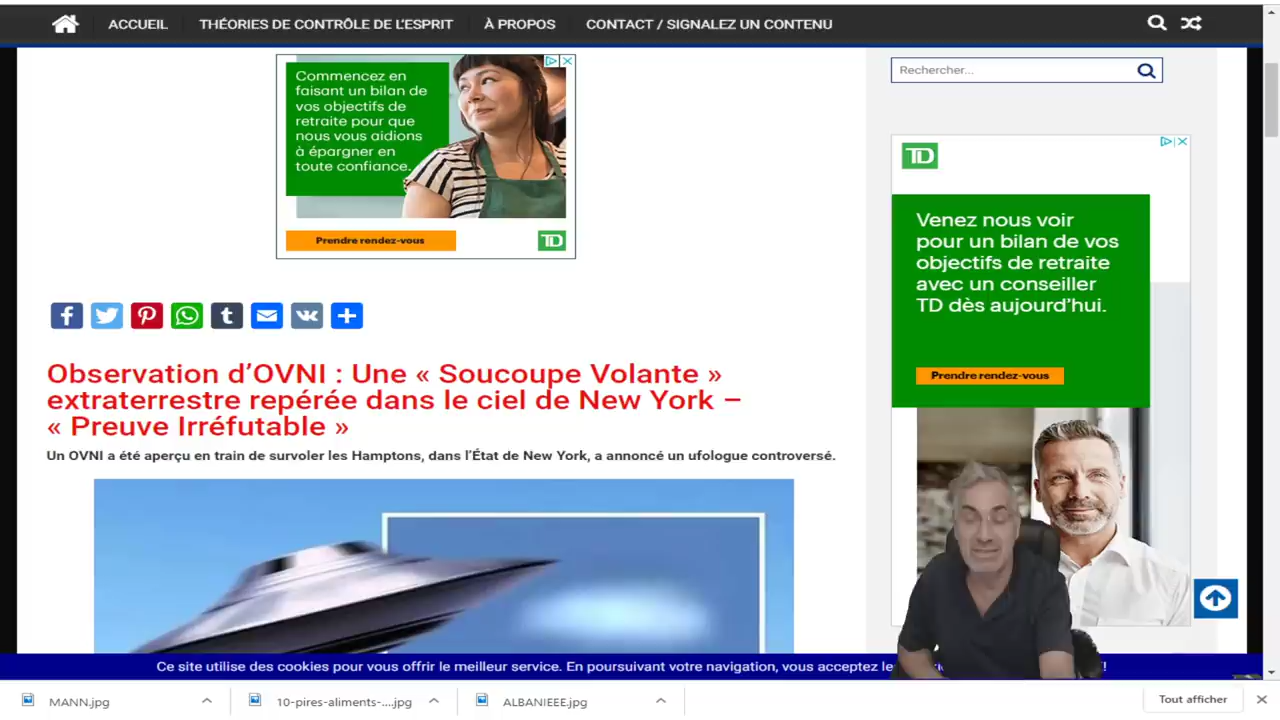 ACCUEIL
THÉORIES DE CONTRÔLE DE L'ESPRIT
À PROPOS
CONTACT / SIGNALEZ UN CONTENU
Commencez en
faisant un bilan de
vos objectifs de
retraite pour que
nous vous aidions
à épargner en
toute confiance.
Prendre rendez-vous
TD
Rechercher...
TD
Venez nous voir
pour un bilan de vos
objectifs de retraite
avec un conseiller
TD dès aujourd'hui.
Prendre rendez-vous
Observation d'OVNI : Une « Soucoupe Volante »
extraterrestre repérée dans le ciel de New York –
« Preuve Irréfutable »
Un OVNI a été aperçu en train de survoler les Hamptons, dans l'État de New York, a annoncé un ufologue controversé.
Ce site utilise des cookies pour vous offrir le meilleur service. En poursuivant votre navigation, vous acceptez
MANN.jpg
10-pires-aliments-....jpg
ALBANIEEE.jpg
Tout afficher